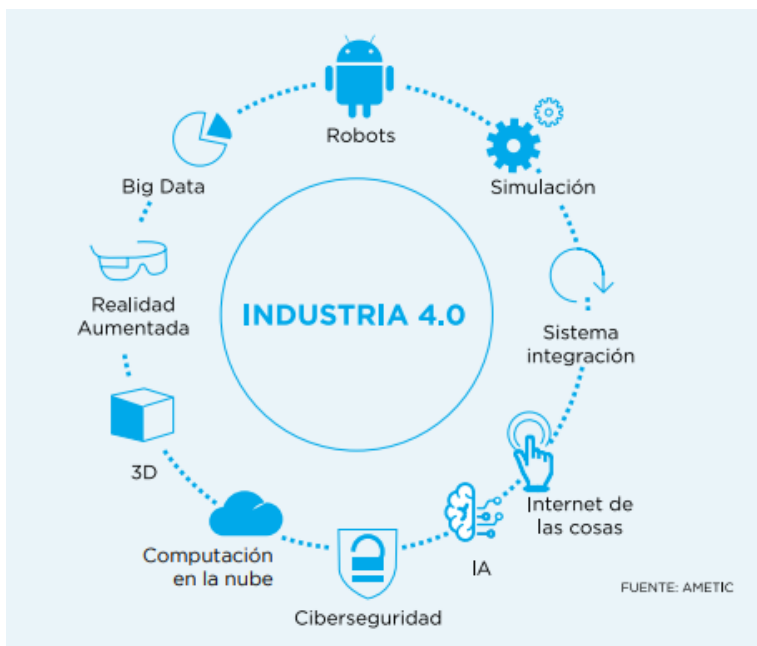 Robots
Simulación
Sistema
integración
Internet de
las cosas
IA
Ciberseguridad
Computación
en la nube
3D
Realidad
Aumentada
Big Data
INDUSTRIA 4.0
FUENTE: AMETIC